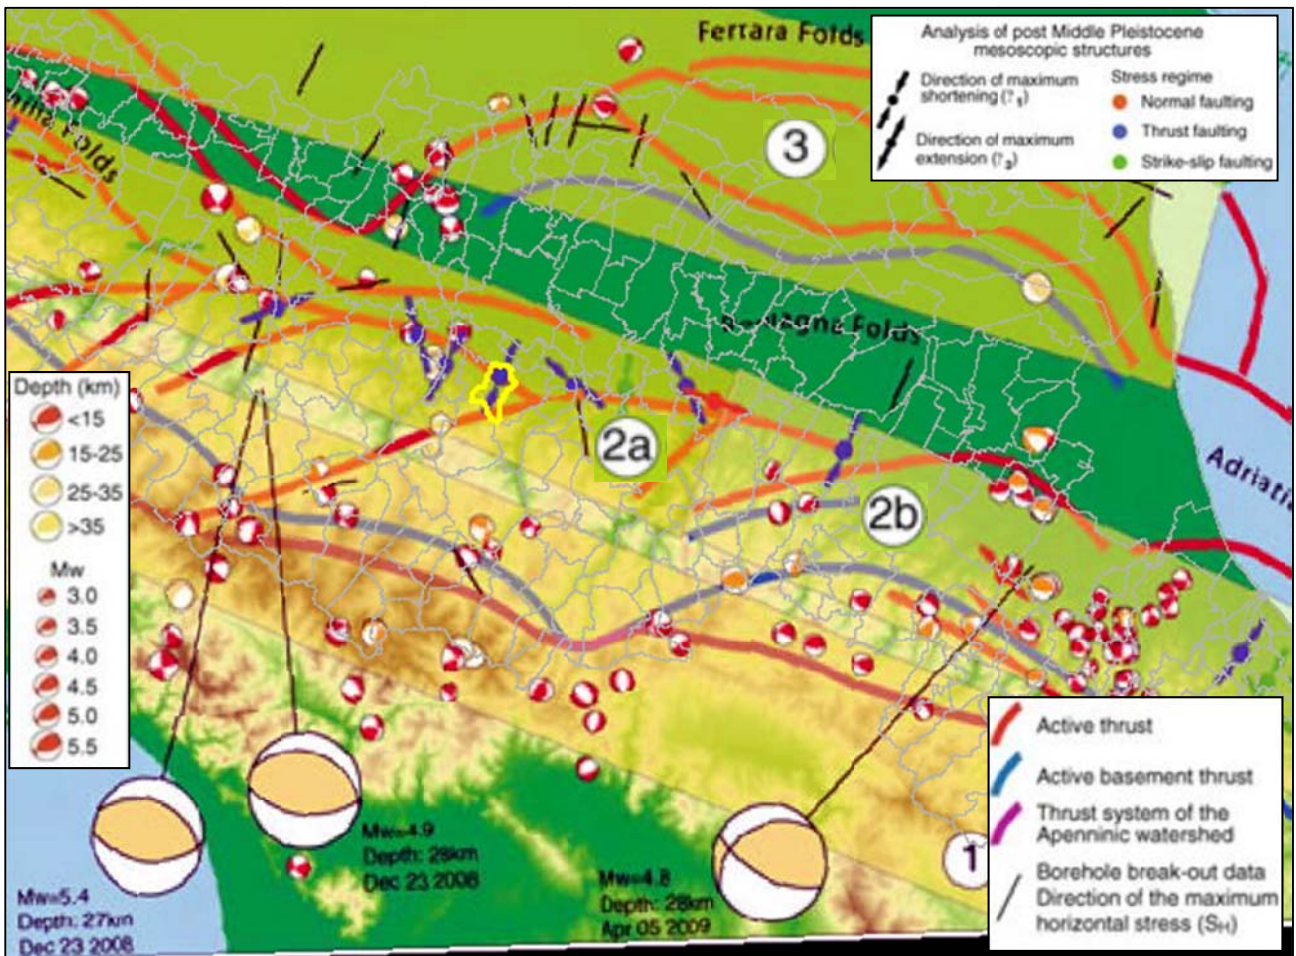 Ferrara Folds
Analysis of post Middle Pleistocene
mesoscopic structures
Direction of maximum
shortening (?1)
Direction of maximum
extension (?3)
Stress regime
Normal faulting
Thrust faulting
Strike-slip faulting
Folds
3
Folds
2a
2b
Depth (km)
<15
15-25
25-35
>35
Mw
3.0
3.5
4.0
4.5
5.0
5.5
Mw=5.4
Depth: 27km
Dec 23 2008
Mw=4.9
Depth: 28km
Dec 23 2008
Mw=4.8
Depth: 28km
Apr 05 2009
1
Active thrust
Active basement thrust
Thrust system of the
Apenninic watershed
Borehole break-out data
Direction of the maximum
horizontal stress (SH)